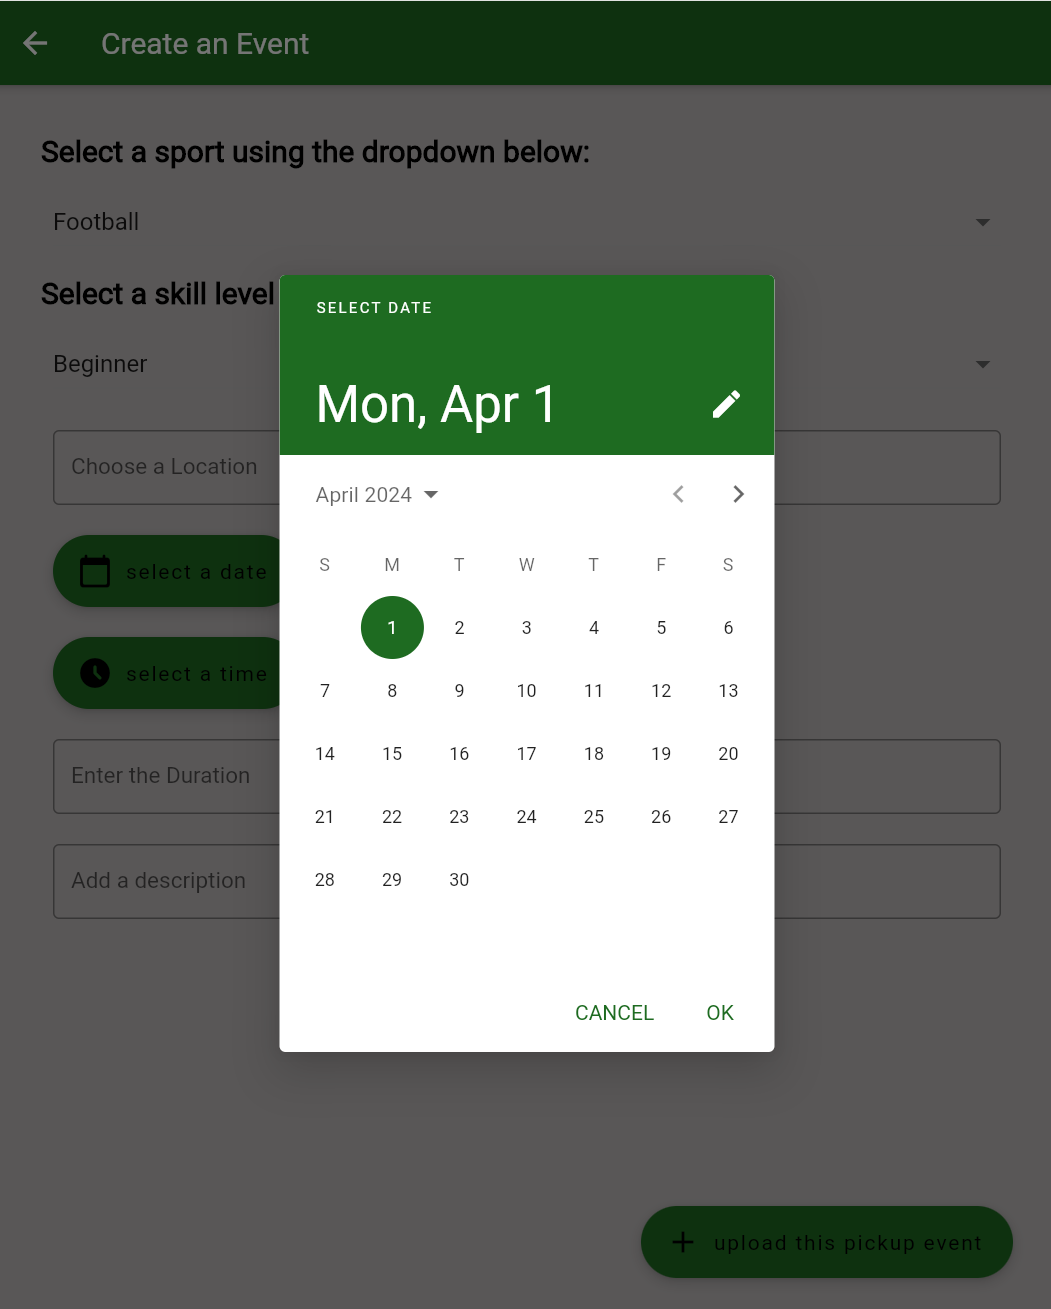 Create an Event
Select a sport using the dropdown below:
Football
Select a skill level
Beginner
Choose a Location
select a date
select a time
Enter the Duration
Add a description
SELECT DATE
Mon, Apr 1
April 2024
S M T W T F S
1 2 3 4 5 6
7 8 9 10 11 12 13
14 15 16 17 18 19 20
21 22 23 24 25 26 27
28 29 30
CANCEL OK
upload this pickup event